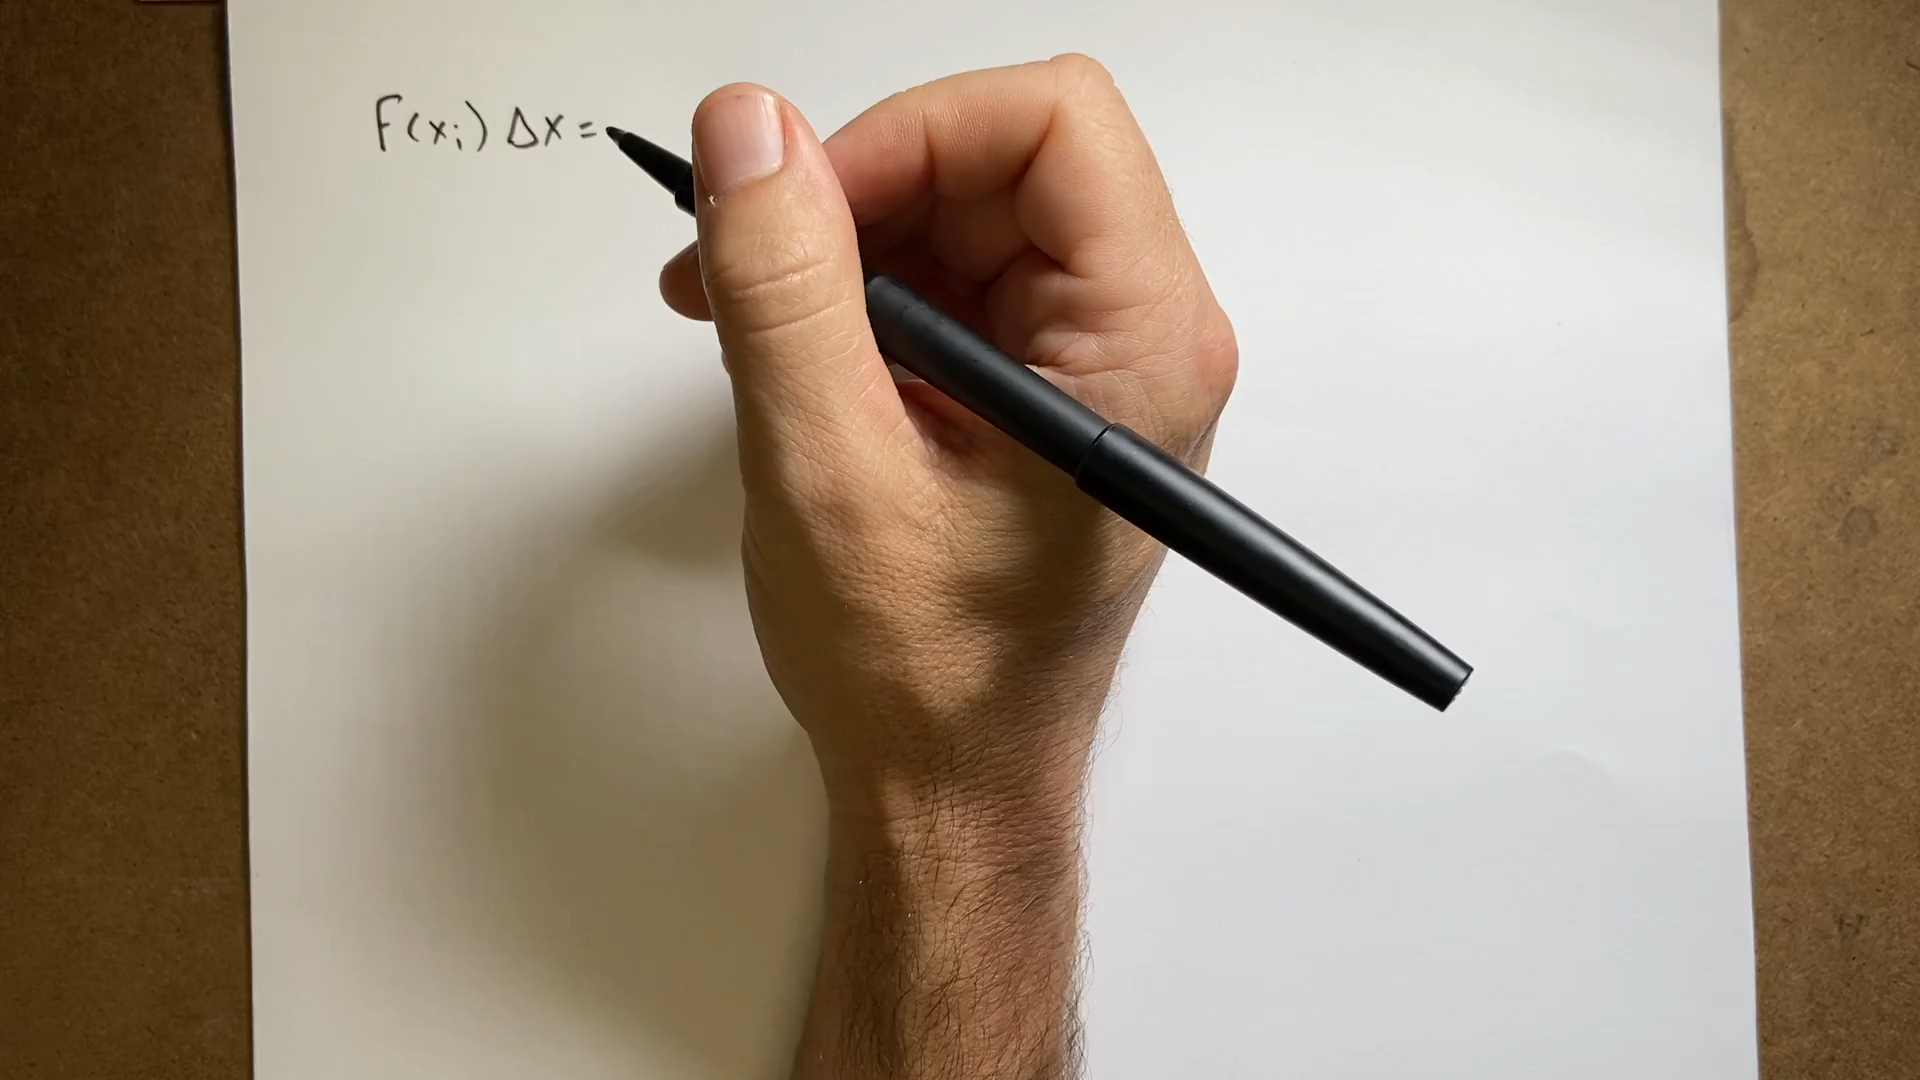 F(xᵢ) Δx =